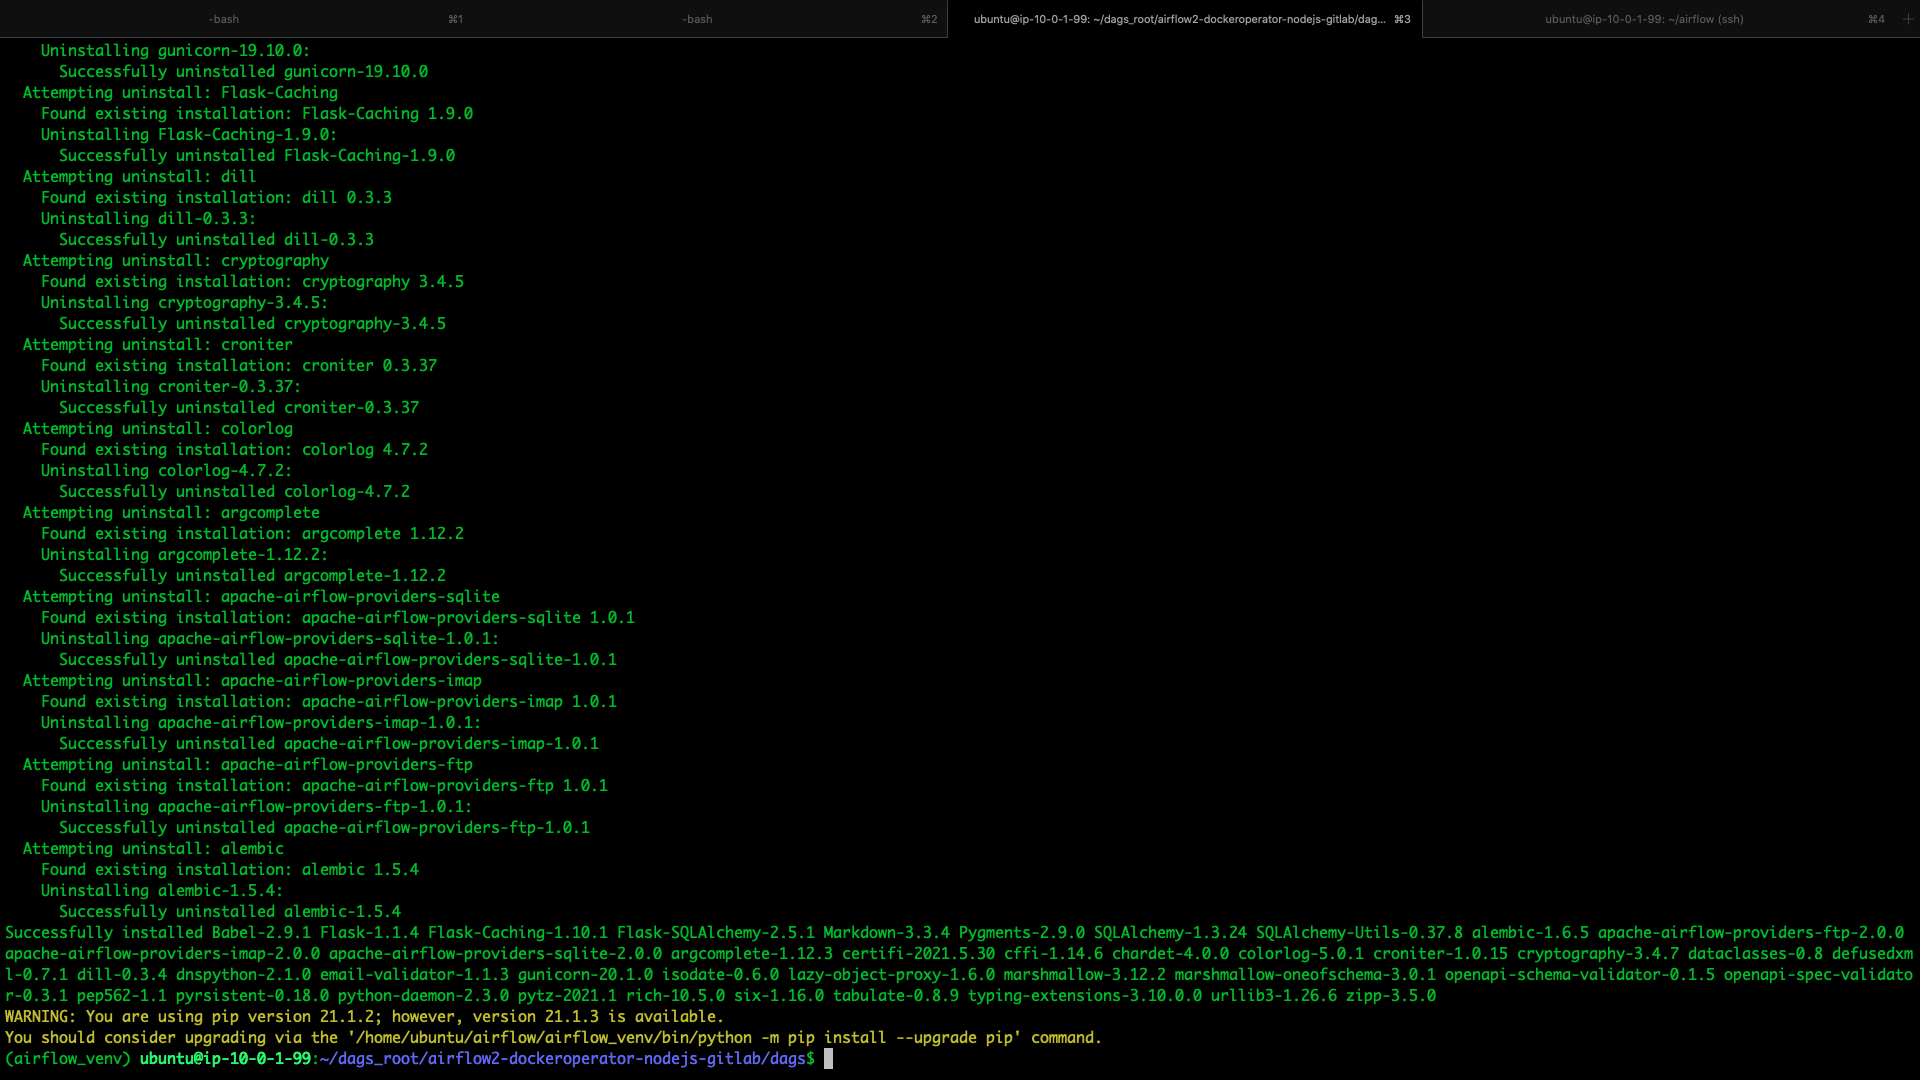 -bash ⌘1 -bash ⌘2 ubuntu@ip-10-0-1-99: ~/dags_root/airflow2-dockeroperator-nodejs-gitlab/dag... ⌘3 ubuntu@ip-10-0-1-99: ~/airflow (ssh) ⌘4 +
    Uninstalling gunicorn-19.10.0:
      Successfully uninstalled gunicorn-19.10.0
  Attempting uninstall: Flask-Caching
    Found existing installation: Flask-Caching 1.9.0
    Uninstalling Flask-Caching-1.9.0:
      Successfully uninstalled Flask-Caching-1.9.0
  Attempting uninstall: dill
    Found existing installation: dill 0.3.3
    Uninstalling dill-0.3.3:
      Successfully uninstalled dill-0.3.3
  Attempting uninstall: cryptography
    Found existing installation: cryptography 3.4.5
    Uninstalling cryptography-3.4.5:
      Successfully uninstalled cryptography-3.4.5
  Attempting uninstall: croniter
    Found existing installation: croniter 0.3.37
    Uninstalling croniter-0.3.37:
      Successfully uninstalled croniter-0.3.37
  Attempting uninstall: colorlog
    Found existing installation: colorlog 4.7.2
    Uninstalling colorlog-4.7.2:
      Successfully uninstalled colorlog-4.7.2
  Attempting uninstall: argcomplete
    Found existing installation: argcomplete 1.12.2
    Uninstalling argcomplete-1.12.2:
      Successfully uninstalled argcomplete-1.12.2
  Attempting uninstall: apache-airflow-providers-sqlite
    Found existing installation: apache-airflow-providers-sqlite 1.0.1
    Uninstalling apache-airflow-providers-sqlite-1.0.1:
      Successfully uninstalled apache-airflow-providers-sqlite-1.0.1
  Attempting uninstall: apache-airflow-providers-imap
    Found existing installation: apache-airflow-providers-imap 1.0.1
    Uninstalling apache-airflow-providers-imap-1.0.1:
      Successfully uninstalled apache-airflow-providers-imap-1.0.1
  Attempting uninstall: apache-airflow-providers-ftp
    Found existing installation: apache-airflow-providers-ftp 1.0.1
    Uninstalling apache-airflow-providers-ftp-1.0.1:
      Successfully uninstalled apache-airflow-providers-ftp-1.0.1
  Attempting uninstall: alembic
    Found existing installation: alembic 1.5.4
    Uninstalling alembic-1.5.4:
      Successfully uninstalled alembic-1.5.4
Successfully installed Babel-2.9.1 Flask-1.1.4 Flask-Caching-1.10.1 Flask-SQLAlchemy-2.5.1 Markdown-3.3.4 Pygments-2.9.0 SQLAlchemy-1.3.24 SQLAlchemy-Utils-0.37.8 alembic-1.6.5 apache-airflow-providers-ftp-2.0.0
apache-airflow-providers-imap-2.0.0 apache-airflow-providers-sqlite-2.0.0 argcomplete-1.12.3 certifi-2021.5.30 cffi-1.14.6 chardet-4.0.0 colorlog-5.0.1 croniter-1.0.15 cryptography-3.4.7 dataclasses-0.8 defusedxm
l-0.7.1 dill-0.3.4 dnspython-2.1.0 email-validator-1.1.3 gunicorn-20.1.0 isodate-0.6.0 lazy-object-proxy-1.6.0 marshmallow-3.12.2 marshmallow-oneofschema-3.0.1 openapi-schema-validator-0.1.5 openapi-spec-validato
r-0.3.1 pep562-1.1 pyrsistent-0.18.0 python-daemon-2.3.0 pytz-2021.1 rich-10.5.0 six-1.16.0 tabulate-0.8.9 typing-extensions-3.10.0.0 urllib3-1.26.6 zipp-3.5.0
WARNING: You are using pip version 21.1.2; however, version 21.1.3 is available.
You should consider upgrading via the '/home/ubuntu/airflow/airflow_venv/bin/python -m pip install --upgrade pip' command.
(airflow_venv) ubuntu@ip-10-0-1-99:~/dags_root/airflow2-dockeroperator-nodejs-gitlab/dags$